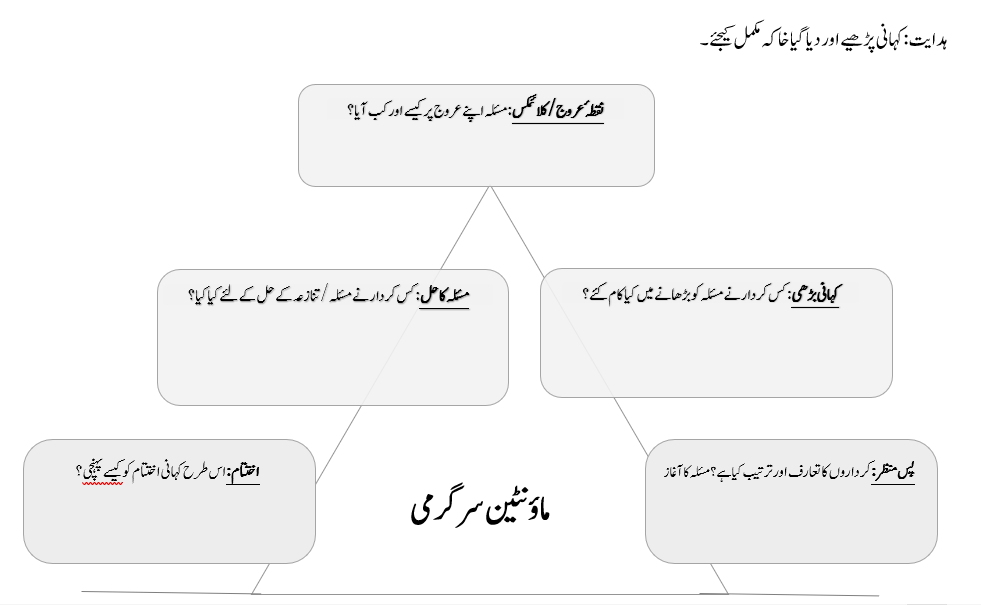 ہدایت: کہانی پڑھیے اور دیا گیا خاکہ مکمل کیجئے۔
نقطۂ عروج / کلائمکس: مسئلہ اپنے عروج پر کیسے اور کب آیا؟
کہانی بڑھی: کس کردار نے مسئلہ کو بڑھانے میں کیا کام کئے؟
مسئلہ کا حل: کس کردار نے مسئلہ / تنازعہ کے حل کے لئے کیا کیا؟
پس منظر: کرداروں کا تعارف اور ترتیب کیا ہے؟ مسئلہ کا آغاز
اختتام: اس طرح کہانی اختتام کو کیسے پہنچی؟
ماؤنٹین سرگرمی